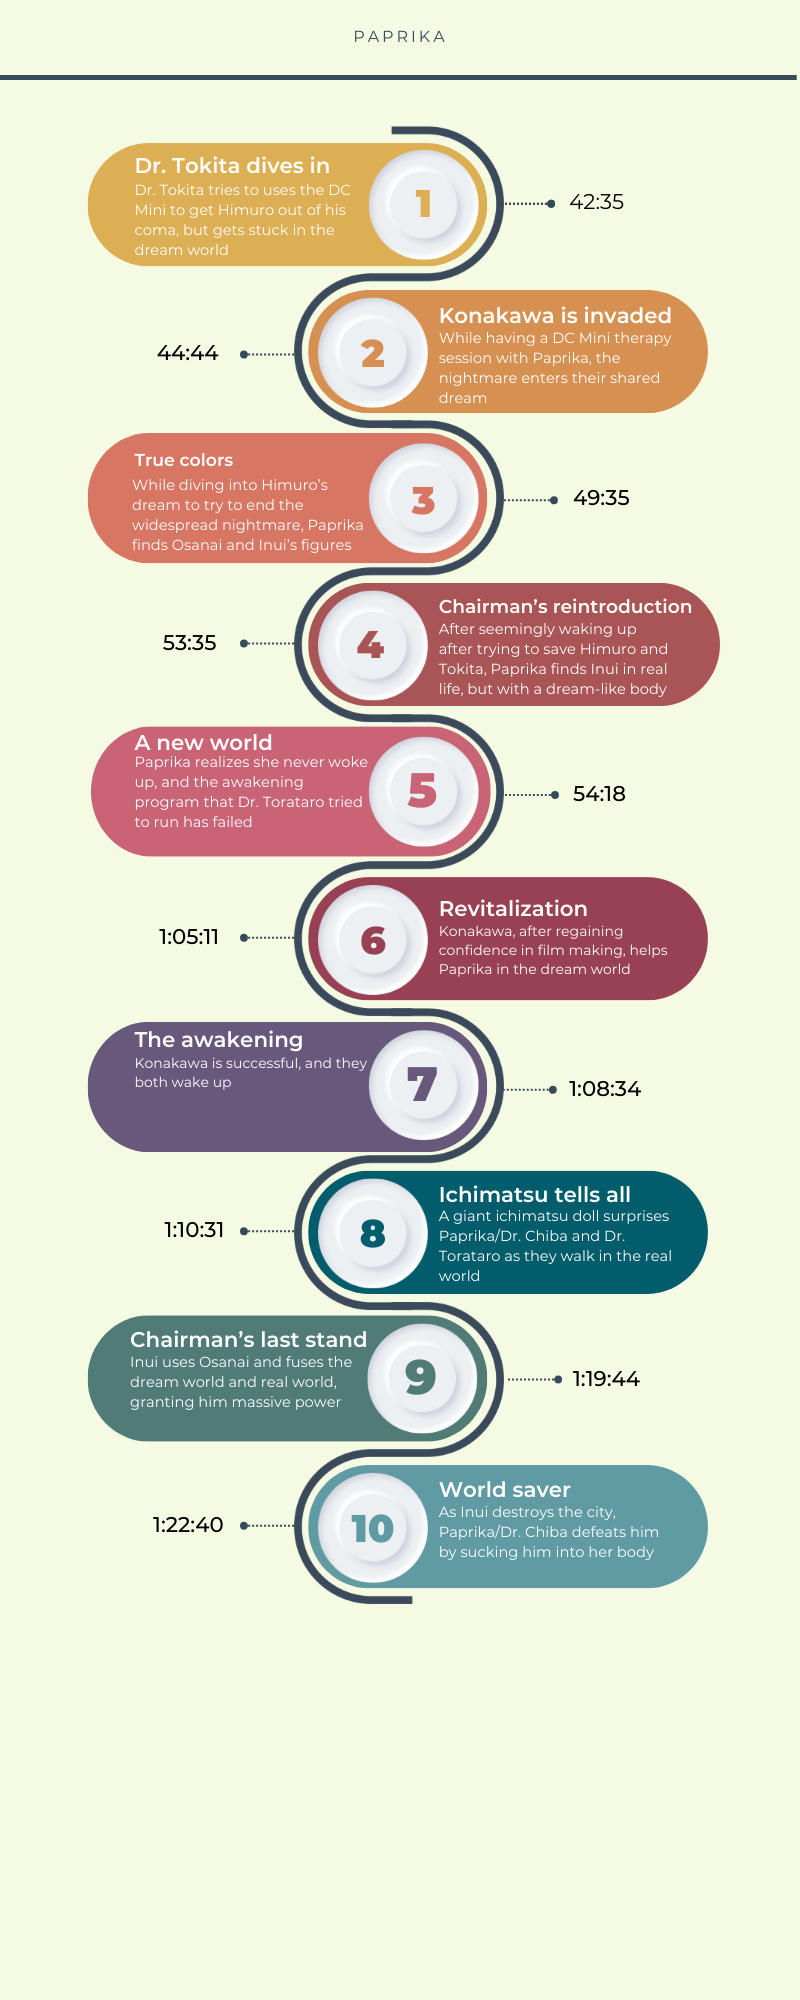 PAPRIKA
Dr. Tokita dives in
Dr. Tokita tries to uses the DC
Mini to get Himuro out of his
coma, but gets stuck in the
dream world
1
42:35
44:44
2
Konakawa is invaded
While having a DC Mini therapy
session with Paprika, the
nightmare enters their shared
dream
True colors
While diving into Himuro’s
dream to try to end the
widespread nightmare, Paprika
finds Osanai and Inui’s figures
3
49:35
53:35
4
Chairman’s reintroduction
After seemingly waking up
after trying to save Himuro and
Tokita, Paprika finds Inui in real
life, but with a dream-like body
A new world
Paprika realizes she never woke
up, and the awakening
program that Dr. Torataro tried
to run has failed
5
54:18
1:05:11
6
Revitalization
Konakawa, after regaining
confidence in film making, helps
Paprika in the dream world
The awakening
Konakawa is successful, and they
both wake up
7
1:08:34
1:10:31
8
Ichimatsu tells all
A giant ichimatsu doll surprises
Paprika/Dr. Chiba and Dr.
Torataro as they walk in the real
world
Chairman’s last stand
Inui uses Osanai and fuses the
dream world and real world,
granting him massive power
9
1:19:44
1:22:40
10
World saver
As Inui destroys the city,
Paprika/Dr. Chiba defeats him
by sucking him into her body